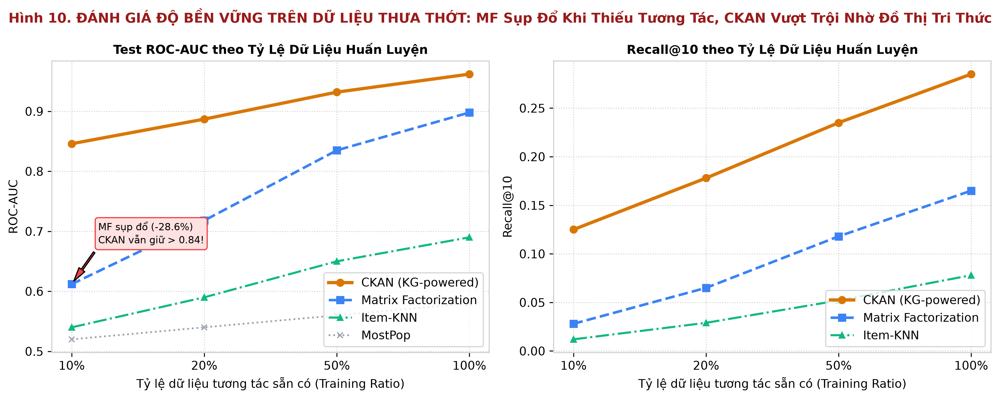 Hình 10. ĐÁNH GIÁ ĐỘ BỀN VỮNG TRÊN DỮ LIỆU THƯA THỚT: MF Sụp Đổ Khi Thiếu Tương Tác, CKAN Vượt Trội Nhờ Đồ Thị Tri Thức
Test ROC-AUC theo Tỷ Lệ Dữ Liệu Huấn Luyện
ROC-AUC
0.9
0.8
0.7
0.6
0.5
MF sụp đổ (-28.6%)
CKAN vẫn giữ > 0.84!
CKAN (KG-powered)
Matrix Factorization
Item-KNN
MostPop
10%
20%
50%
100%
Tỷ lệ dữ liệu tương tác sẵn có (Training Ratio)
Recall@10 theo Tỷ Lệ Dữ Liệu Huấn Luyện
Recall@10
0.25
0.20
0.15
0.10
0.05
0.00
CKAN (KG-powered)
Matrix Factorization
Item-KNN
10%
20%
50%
100%
Tỷ lệ dữ liệu tương tác sẵn có (Training Ratio)